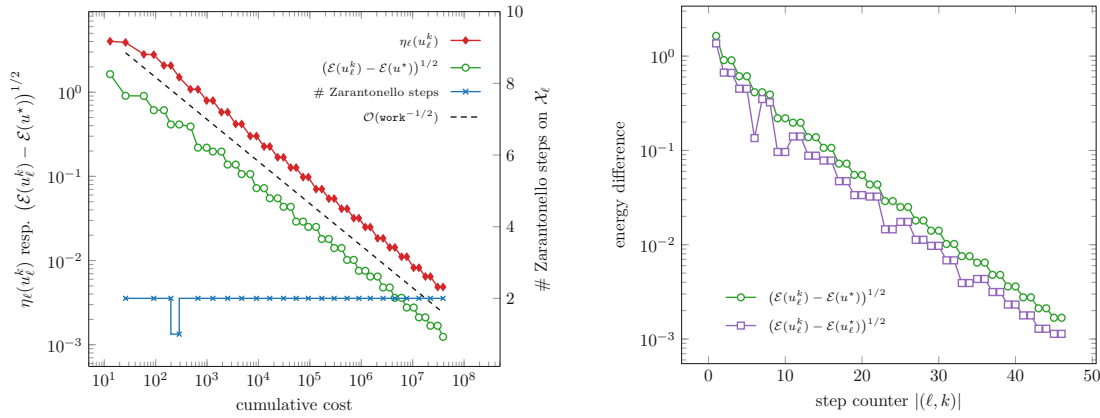 η_ℓ(u_ℓ^k) resp. (ℰ(u_ℓ^k) − ℰ(u^⋆))^{1/2}
10^0
10^{−1}
10^{−2}
10^{−3}
10^1 10^2 10^3 10^4 10^5 10^6 10^7 10^8
cumulative cost
10
8
6
4
2
# Zarantonello steps on 𝒳_ℓ
η_ℓ(u_ℓ^k)
(ℰ(u_ℓ^k) − ℰ(u^⋆))^{1/2}
# Zarantonello steps
𝒪(work^{−1/2})
energy difference
10^0
10^{−1}
10^{−2}
10^{−3}
0 10 20 30 40 50
step counter |(ℓ, k)|
(ℰ(u_ℓ^k) − ℰ(u^⋆))^{1/2}
(ℰ(u_ℓ^k) − ℰ(u_ℓ^⋆))^{1/2}